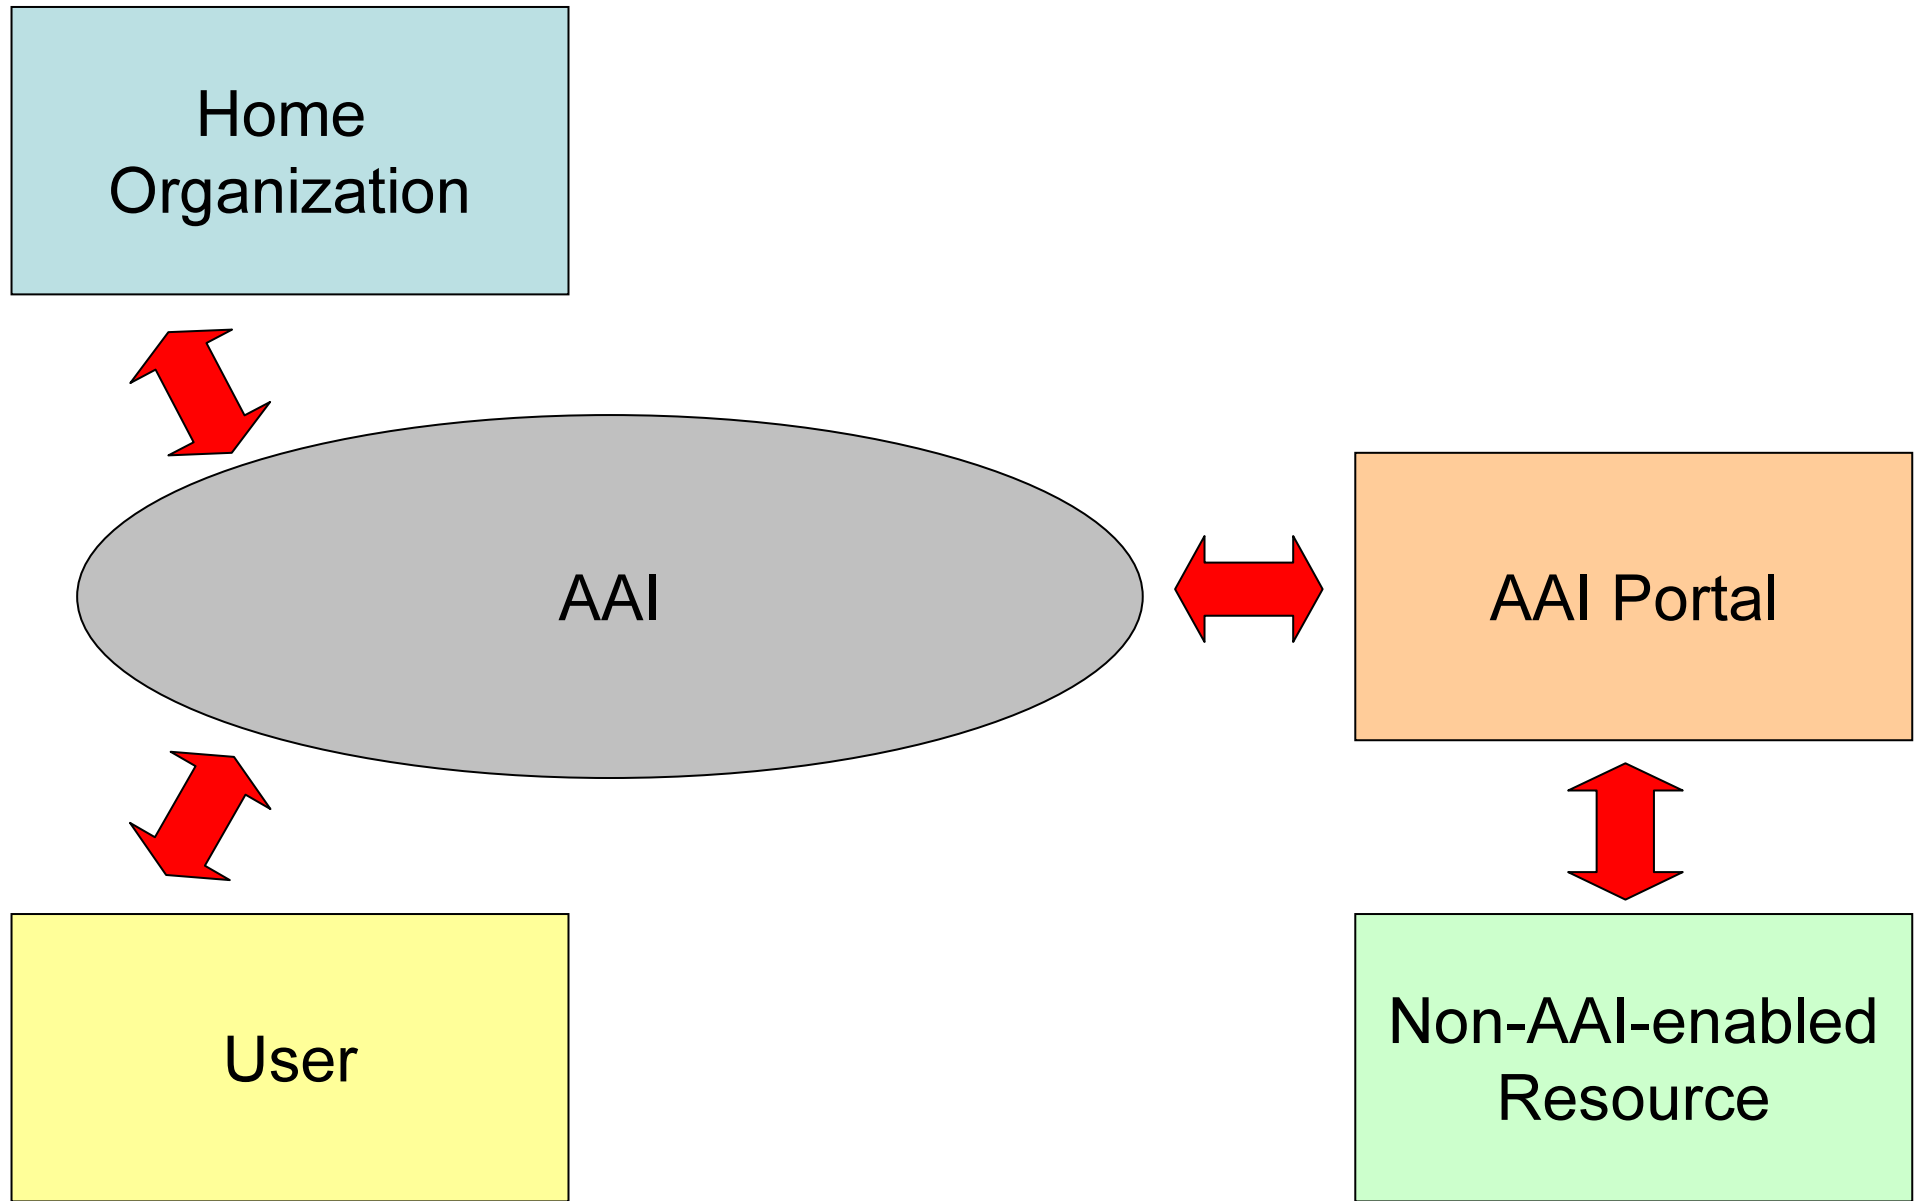 Home
Organization
AAI
AAI Portal
User
Non-AAI-enabled
Resource